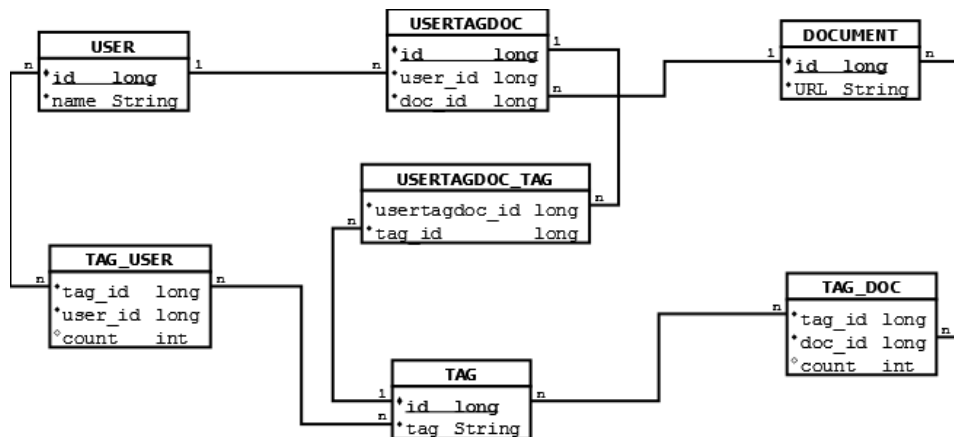 USER
id long
name String
USERTAGDOC
id long
user_id long
doc_id long
DOCUMENT
id long
URL String
n
1
n
1
n
1
n
USERTAGDOC_TAG
usertagdoc_id long
tag_id long
n
n
TAG_USER
tag_id long
user_id long
count int
n
n
TAG_DOC
tag_id long
doc_id long
count int
n
n
TAG
id long
tag String
1
n
n